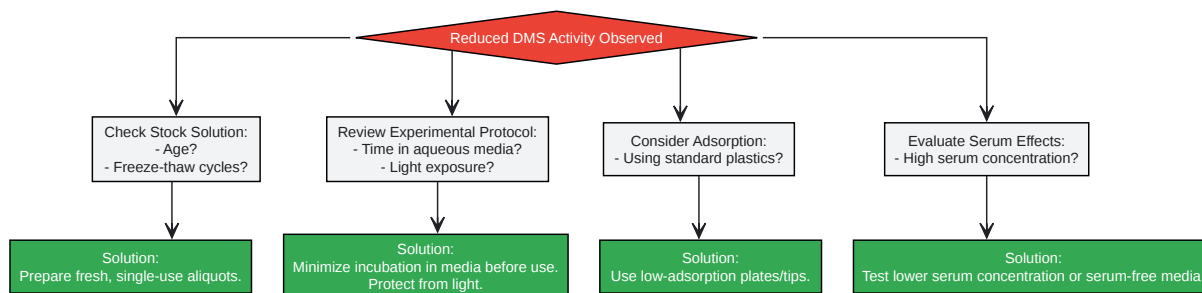 Reduced DMS Activity Observed
Check Stock Solution:
- Age?
- Freeze-thaw cycles?
Review Experimental Protocol:
- Time in aqueous media?
- Light exposure?
Consider Adsorption:
- Using standard plastics?
Evaluate Serum Effects:
- High serum concentration?
Solution:
Prepare fresh, single-use aliquots.
Solution:
Minimize incubation in media before use.
Protect from light.
Solution:
Use low-adsorption plates/tips.
Solution:
Test lower serum concentration or serum-free media.